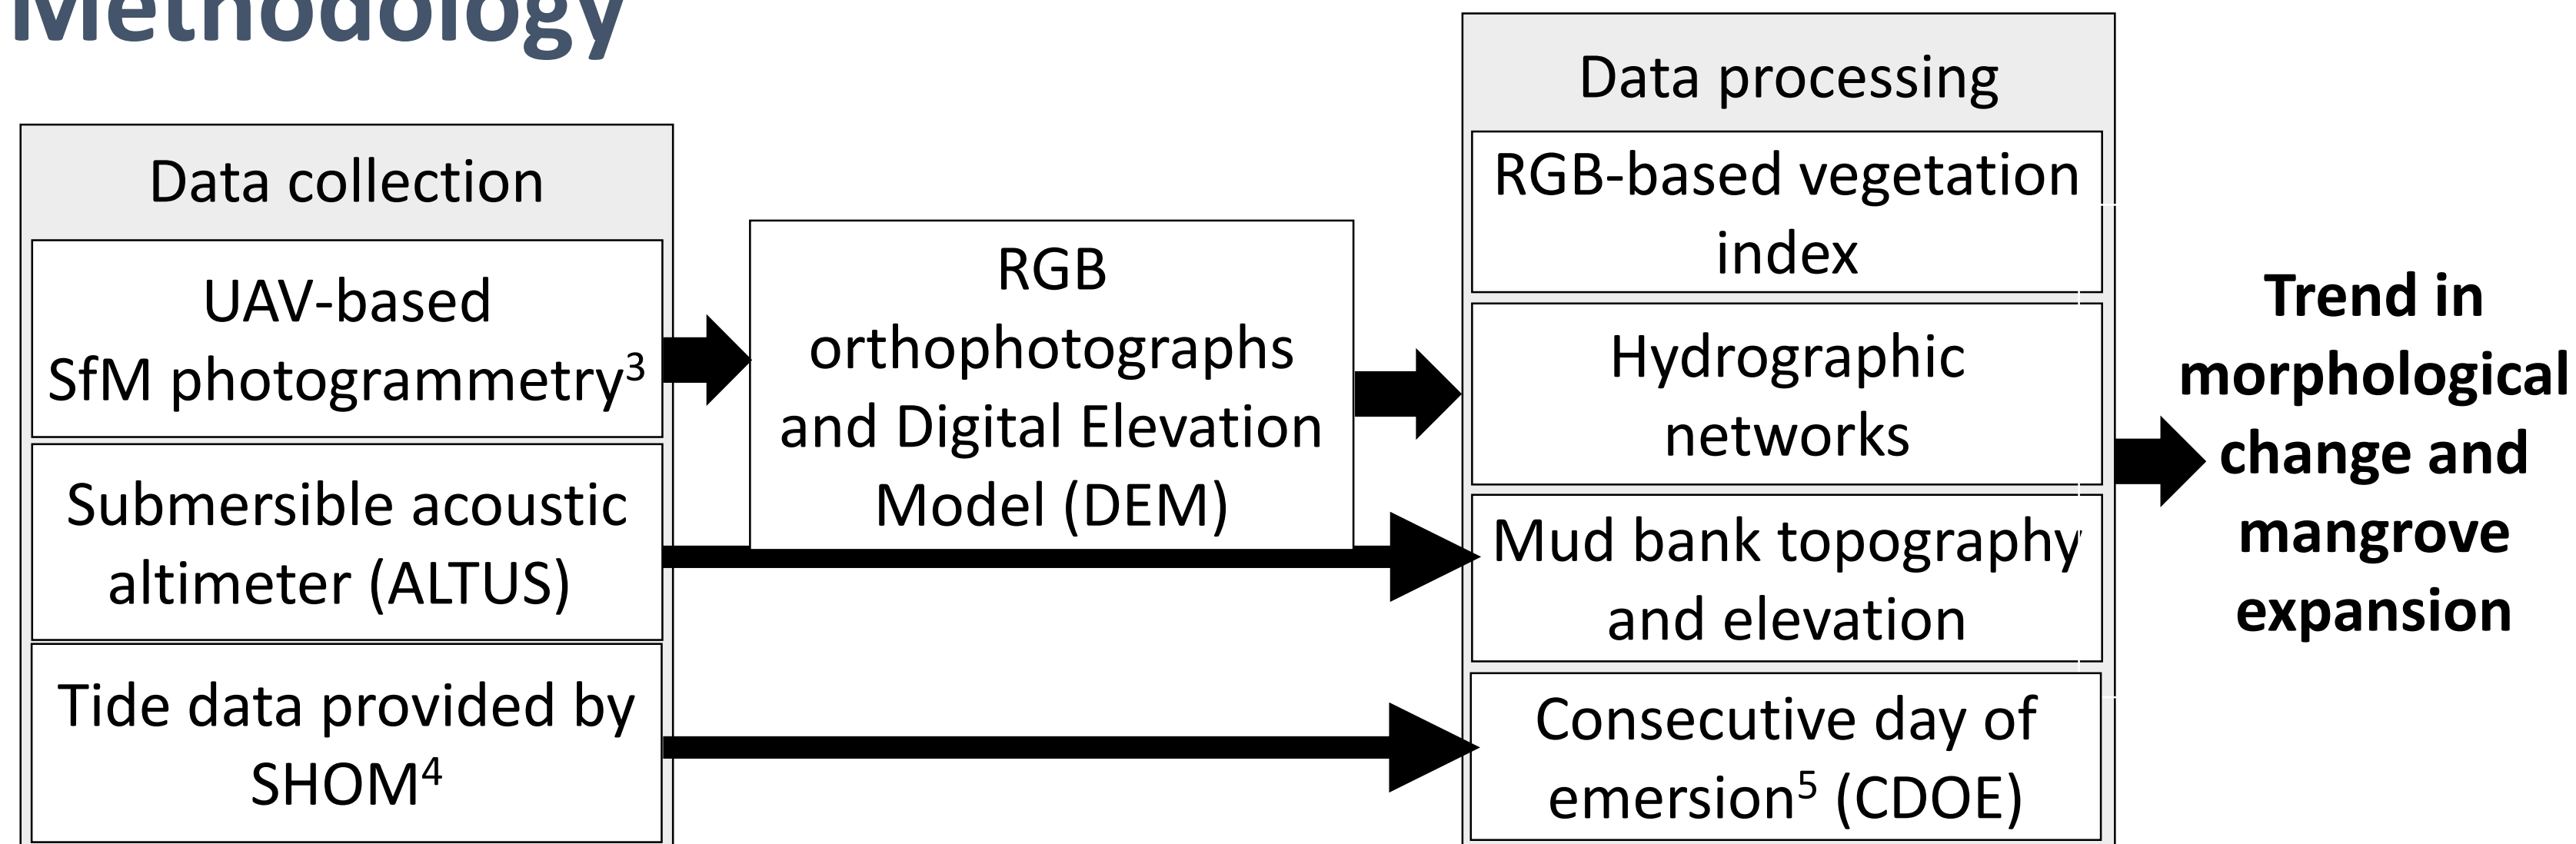 Methodology
Data collection
UAV-based
SfM photogrammetry³
Submersible acoustic
altimeter (ALTUS)
Tide data provided by
SHOM⁴
RGB
orthophotographs
and Digital Elevation
Model (DEM)
Data processing
RGB-based vegetation
index
Hydrographic
networks
Mud bank topography
and elevation
Consecutive day of
emersion⁵ (CDOE)
Trend in
morphological
change and
mangrove
expansion